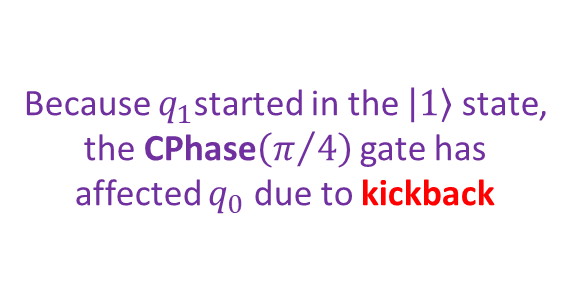 Because q₁ started in the |1⟩ state,
the CPhase(π/4) gate has
affected q₀ due to kickback